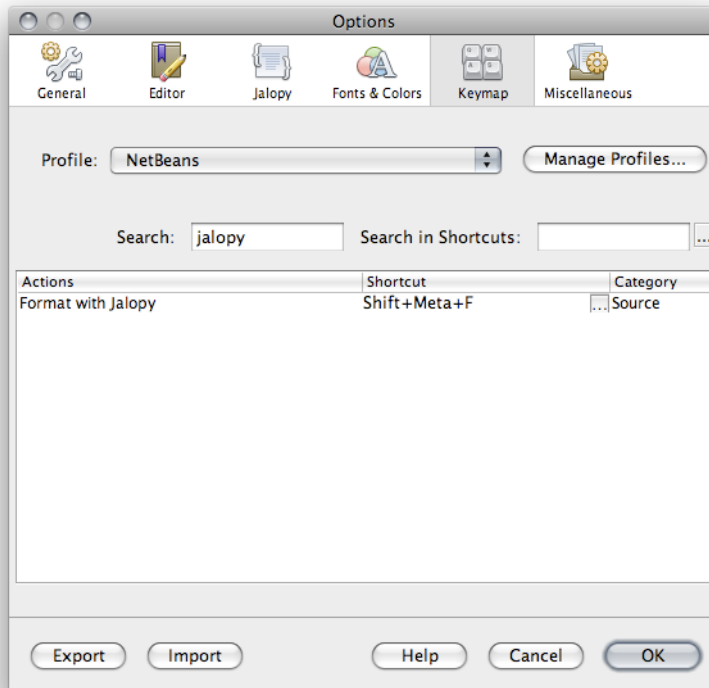 Options
General Editor Jalopy Fonts & Colors Keymap Miscellaneous
Profile: NetBeans Manage Profiles...
Search: jalopy Search in Shortcuts: ...
Actions Shortcut Category
Format with Jalopy Shift+Meta+F ... Source
Export Import Help Cancel OK